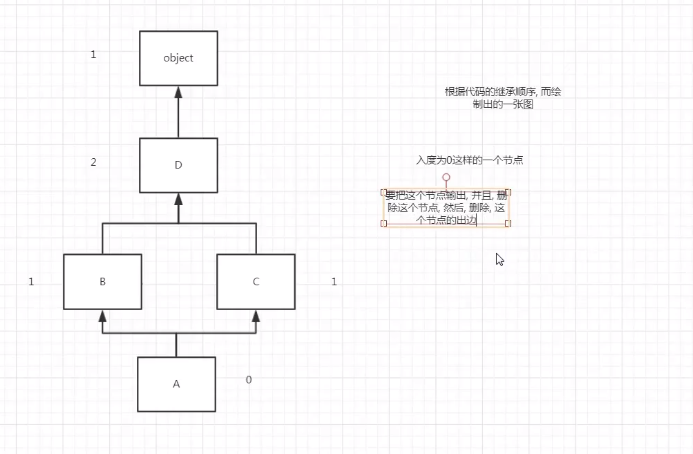 1
object
根据代码的继承顺序, 而绘
制出的一张图
2
D
入度为0这样的一个节点
要把这个节点输出, 并且, 删
除这个节点, 然后, 删除, 这
个节点的出边
1
B
C
1
A
0